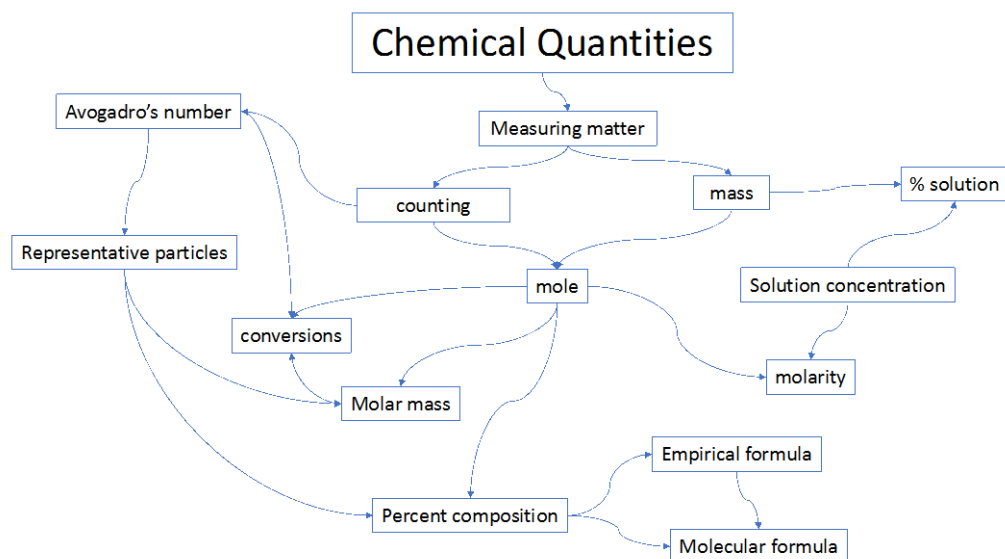 Chemical Quantities
Avogadro's number
Measuring matter
% solution
mass
counting
Representative particles
mole
Solution concentration
conversions
molarity
Molar mass
Empirical formula
Percent composition
Molecular formula